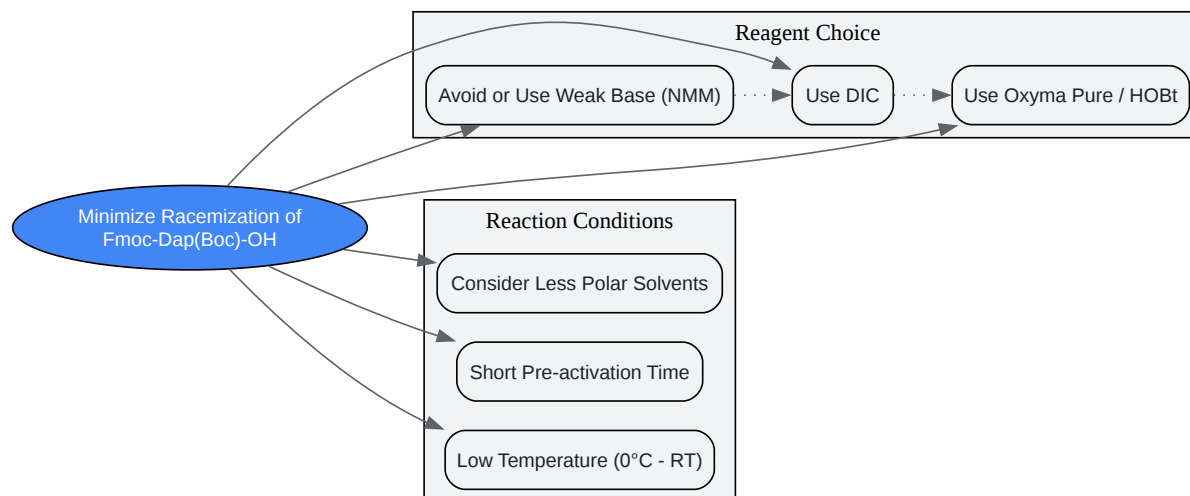 Reagent Choice
Avoid or Use Weak Base (NMM)
Use DIC
Use Oxyma Pure / HOBt
Minimize Racemization of
Fmoc-Dap(Boc)-OH
Reaction Conditions
Consider Less Polar Solvents
Short Pre-activation Time
Low Temperature (0°C - RT)